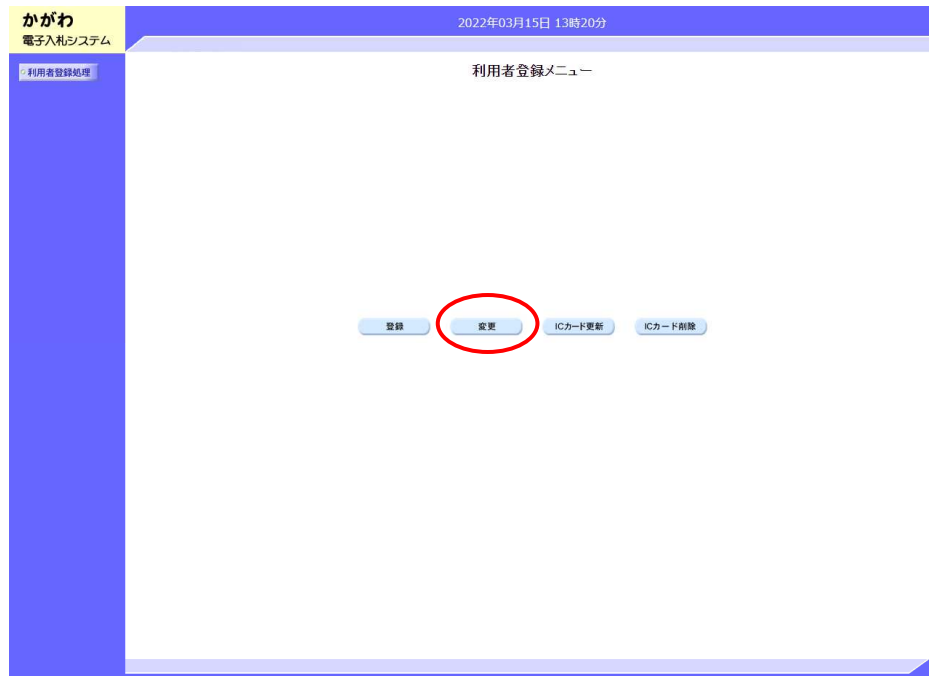 かがわ
電子入札システム
2022年03月15日 13時20分
利用者登録処理
利用者登録メニュー
登録
変更
ICカード更新
ICカード削除